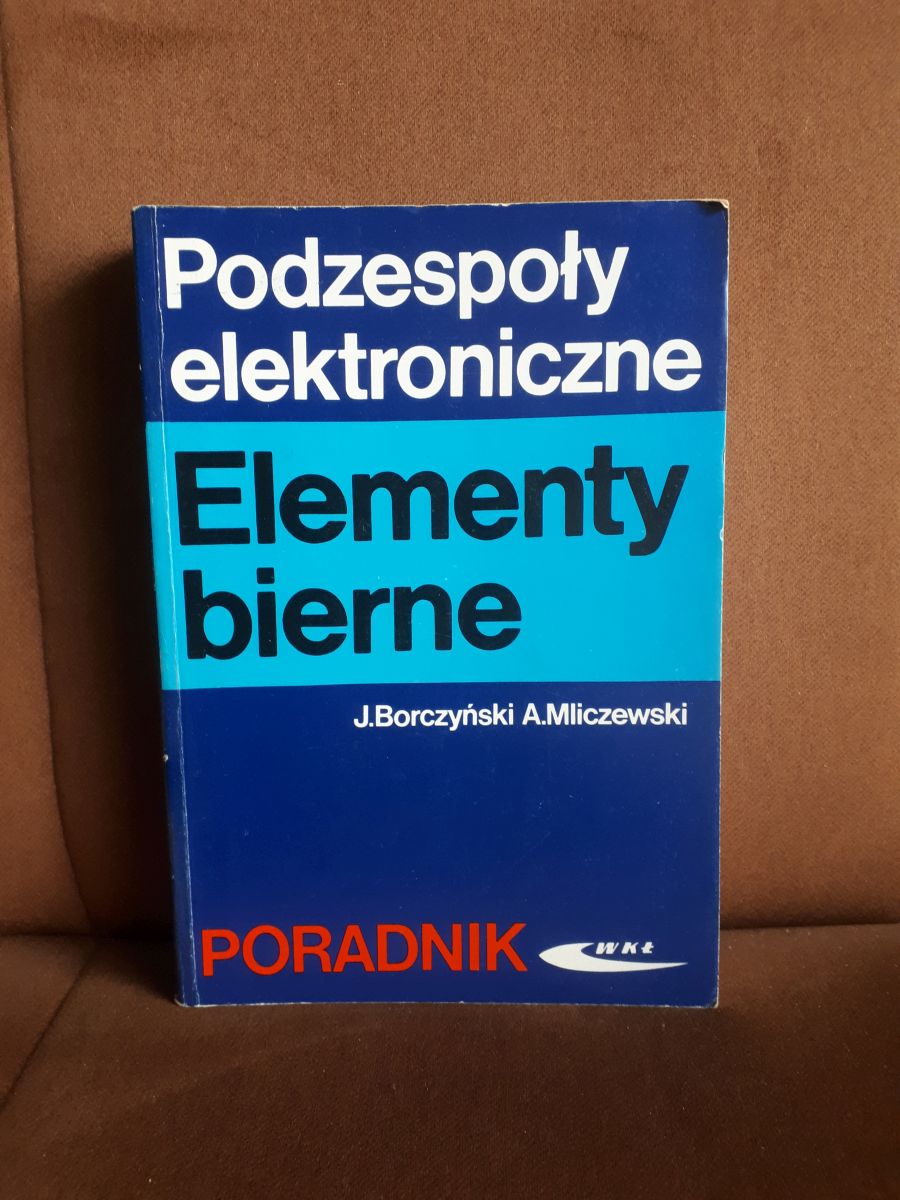 Podzespoły
elektroniczne
Elementy
bierne
J.Borczyński A.Mliczewski
PORADNIK
WKŁ